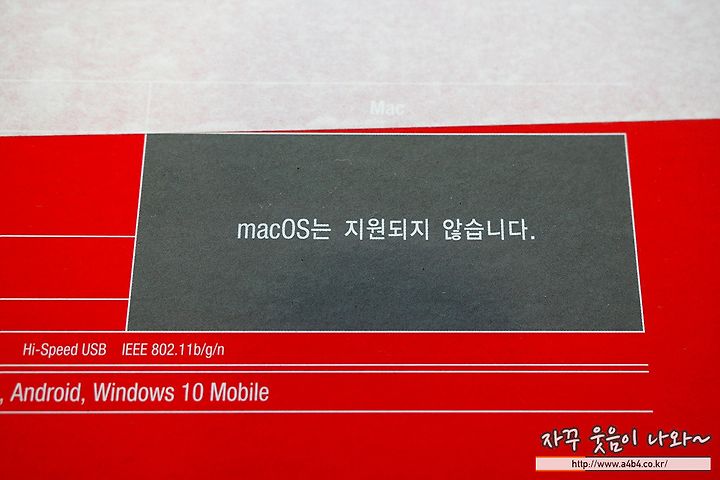 Mac
macOS는 지원되지 않습니다.
Hi-Speed USB IEEE 802.11b/g/n
, Android, Windows 10 Mobile
자꾸 웃음이 나와~
http://www.a4b4.co.kr/